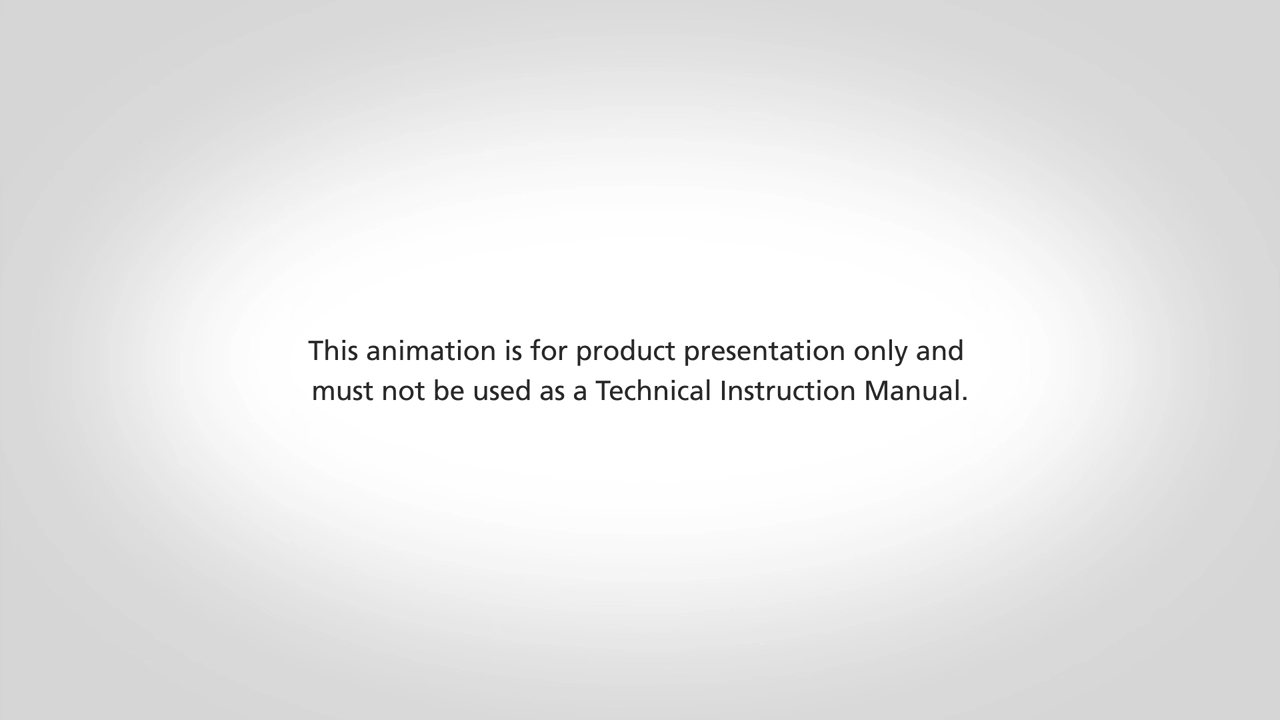 This animation is for product presentation only and
must not be used as a Technical Instruction Manual.